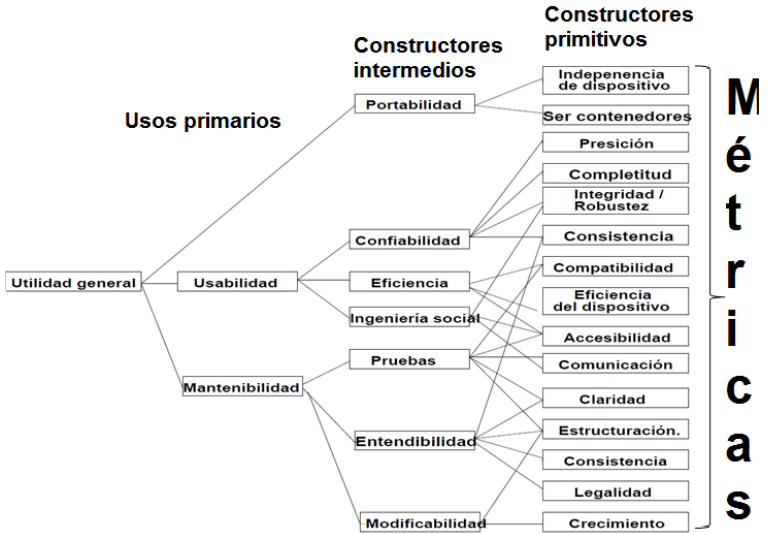 Constructores
primitivos
Constructores
intermedios
Usos primarios
Utilidad general
Usabilidad
Mantenibilidad
Portabilidad
Confiabilidad
Eficiencia
Ingeniería social
Pruebas
Entendibilidad
Modificabilidad
Indepenencia
de dispositivo
Ser contenedores
Presición
Completitud
Integridad /
Robustez
Consistencia
Compatibilidad
Eficiencia
del dispositivo
Accesibilidad
Comunicación
Claridad
Estructuración.
Consistencia
Legalidad
Crecimiento
M
é
t
r
i
c
a
s